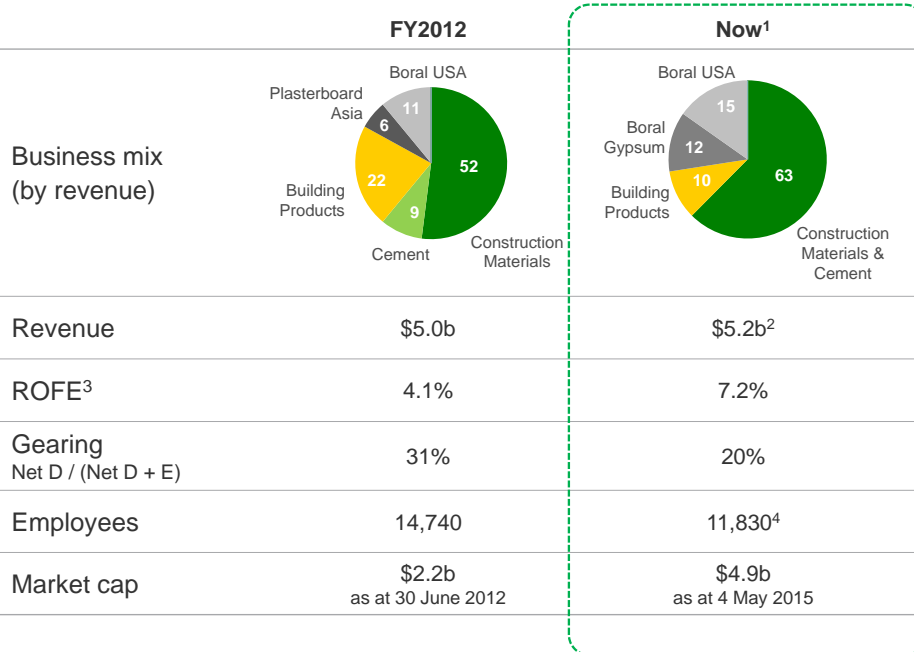 FY2012
Now¹
Business mix
(by revenue)
Boral USA
Plasterboard
Asia
Building
Products
Cement
Construction
Materials
11
6
22
9
52
Boral USA
Boral
Gypsum
Building
Products
Construction
Materials &
Cement
15
12
10
63
Revenue
$5.0b
$5.2b²
ROFE³
4.1%
7.2%
Gearing
Net D / (Net D + E)
31%
20%
Employees
14,740
11,830⁴
Market cap
$2.2b
as at 30 June 2012
$4.9b
as at 4 May 2015